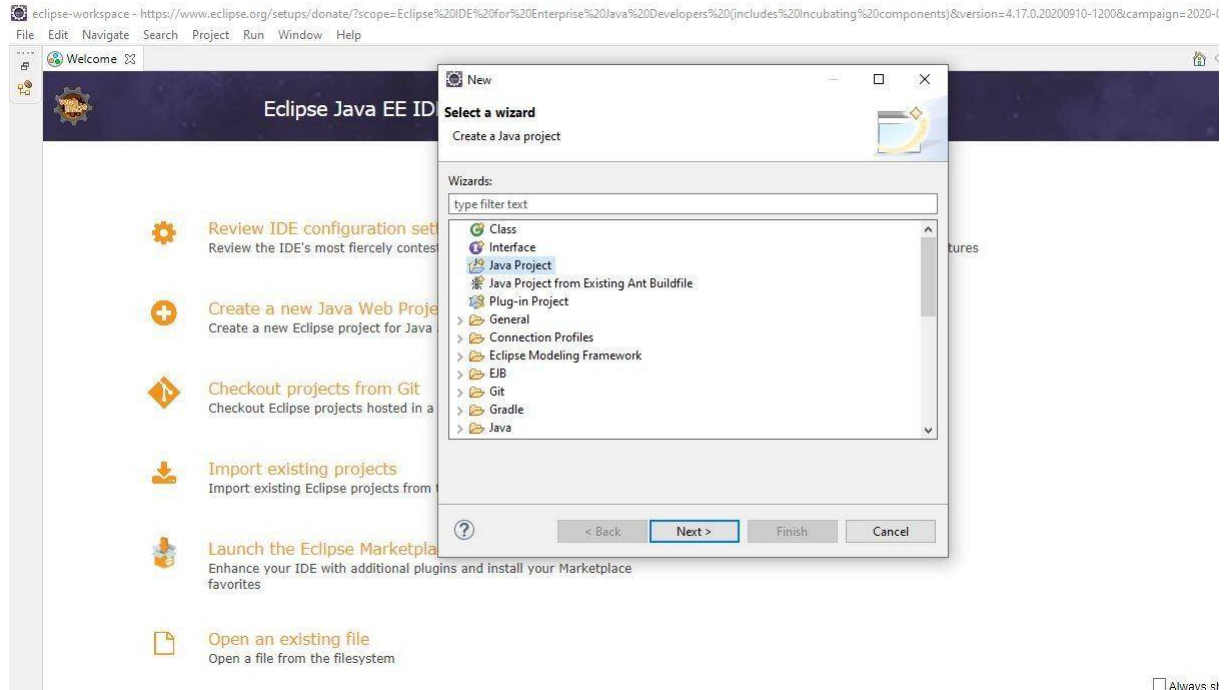 eclipse-workspace - https://www.eclipse.org/setups/donate/?scope=Eclipse%20IDE%20for%20Enterprise%20Java%20Developers%20(includes%20Incubating%20components)&version=4.17.0.20200910-1200&campaign=2020-0
File Edit Navigate Search Project Run Window Help
Welcome
Eclipse Java EE ID
New
Select a wizard
Create a Java project
Wizards:
type filter text
Class
Interface
Java Project
Java Project from Existing Ant Buildfile
Plug-in Project
General
Connection Profiles
Eclipse Modeling Framework
EJB
Git
Gradle
Java
< Back Next > Finish Cancel
Review IDE configuration sett
Review the IDE's most fiercely contes
tures
Create a new Java Web Proje
Create a new Eclipse project for Java
Checkout projects from Git
Checkout Eclipse projects hosted in a
Import existing projects
Import existing Eclipse projects from
Launch the Eclipse Marketpla
Enhance your IDE with additional plugins and install your Marketplace
favorites
Open an existing file
Open a file from the filesystem
Always sh